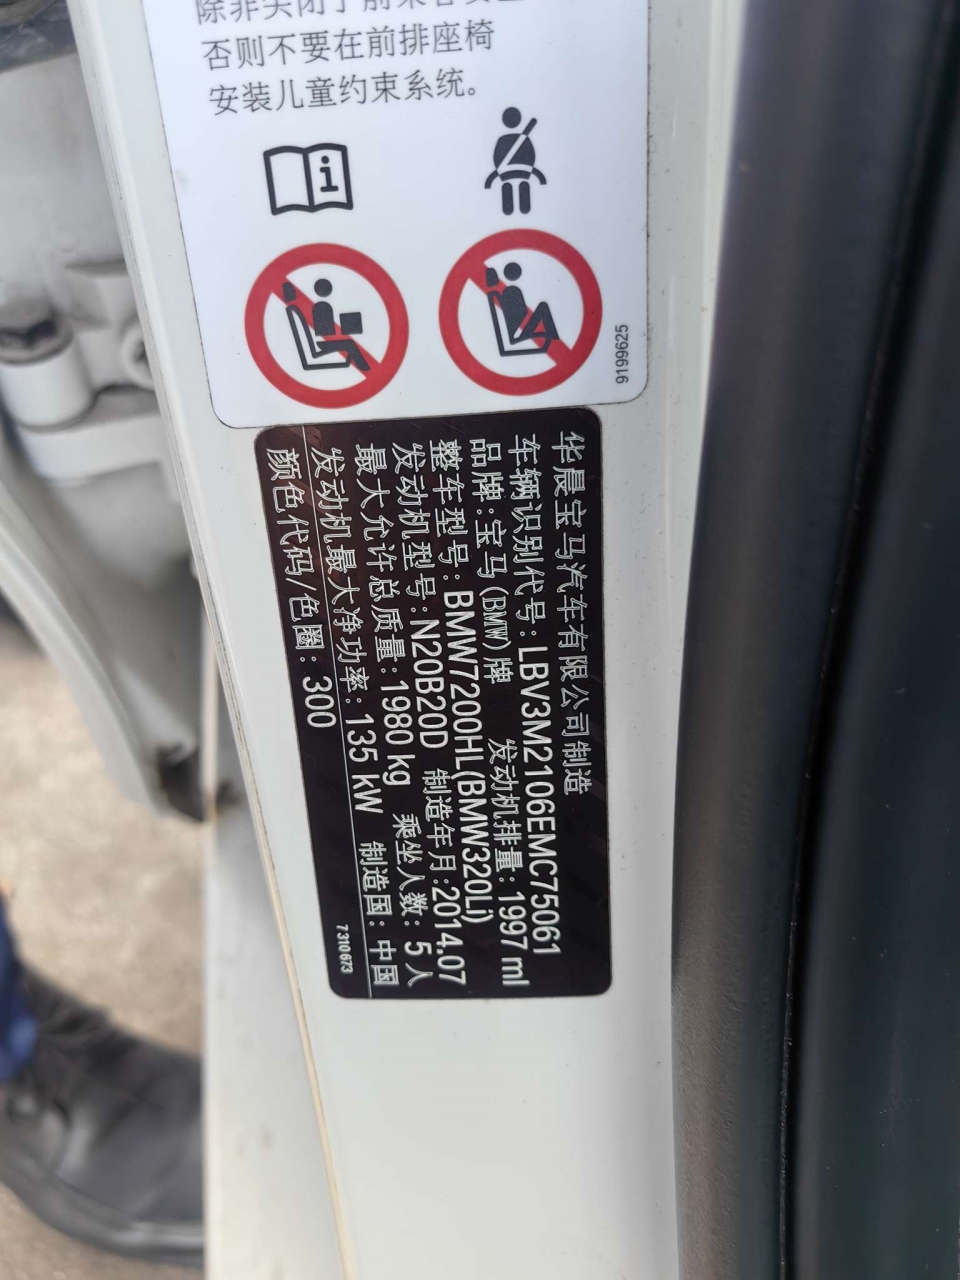 除非关闭了前乘客安全
否则不要在前排座椅
安装儿童约束系统。
9199625
华晨宝马汽车有限公司制造
车辆识别代号:LBV3M2106EMC75061
品牌:宝马(BMW)牌 发动机排量:1997 ml
整车型号:BMW7200HL(BMW320Li)
发动机型号:N20B20D 制造年月:2014.07
最大允许总质量:1980 kg 乘坐人数:5人
发动机最大净功率:135 kW 制造国:中国
颜色代码/色圈:300
7310673